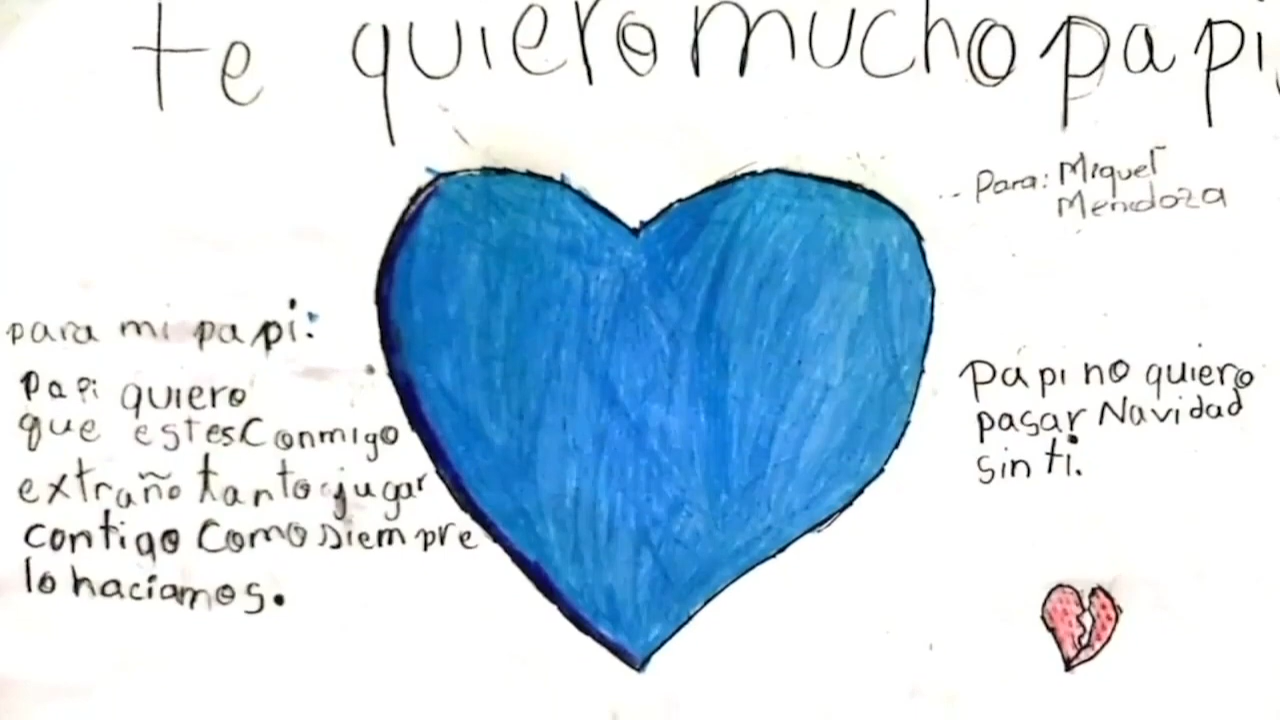 te quiero mucho papi.
Para: Miguel
Mendoza
para mi papi:
Papi quiero
que estes Conmigo
extraño tanto jugar
contigo Como siempre
lo hacíamos.
Papi no quiero
pasar Navidad
sin ti.